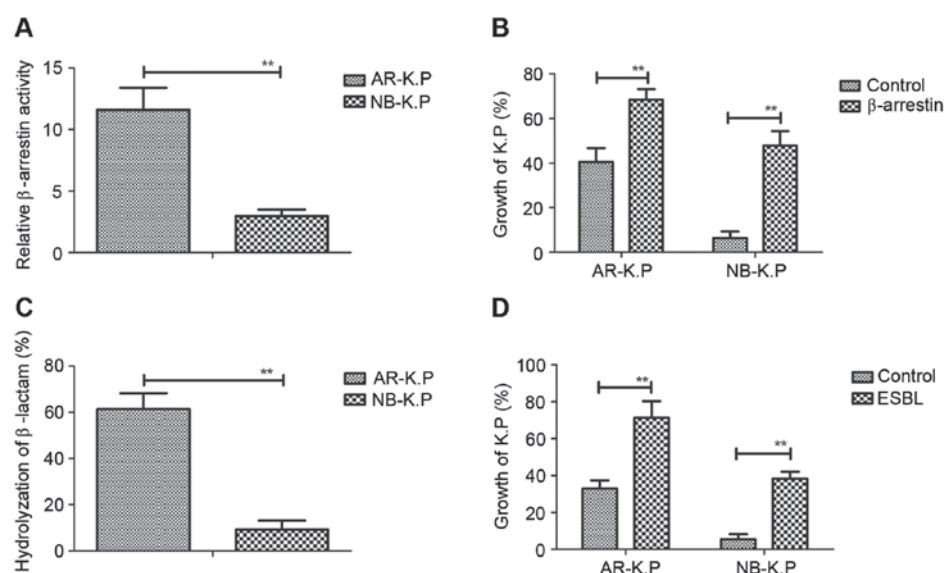 A
Relative β-arrestin activity
15
10
5
0
**
AR-K.P
NB-K.P
B
Growth of K.P (%)
80
60
40
20
0
**
**
AR-K.P
NB-K.P
Control
β-arrestin
C
Hydrolyzation of β-lactam (%)
80
60
40
20
0
**
AR-K.P
NB-K.P
D
Growth of K.P (%)
100
80
60
40
20
0
**
**
AR-K.P
NB-K.P
Control
ESBL